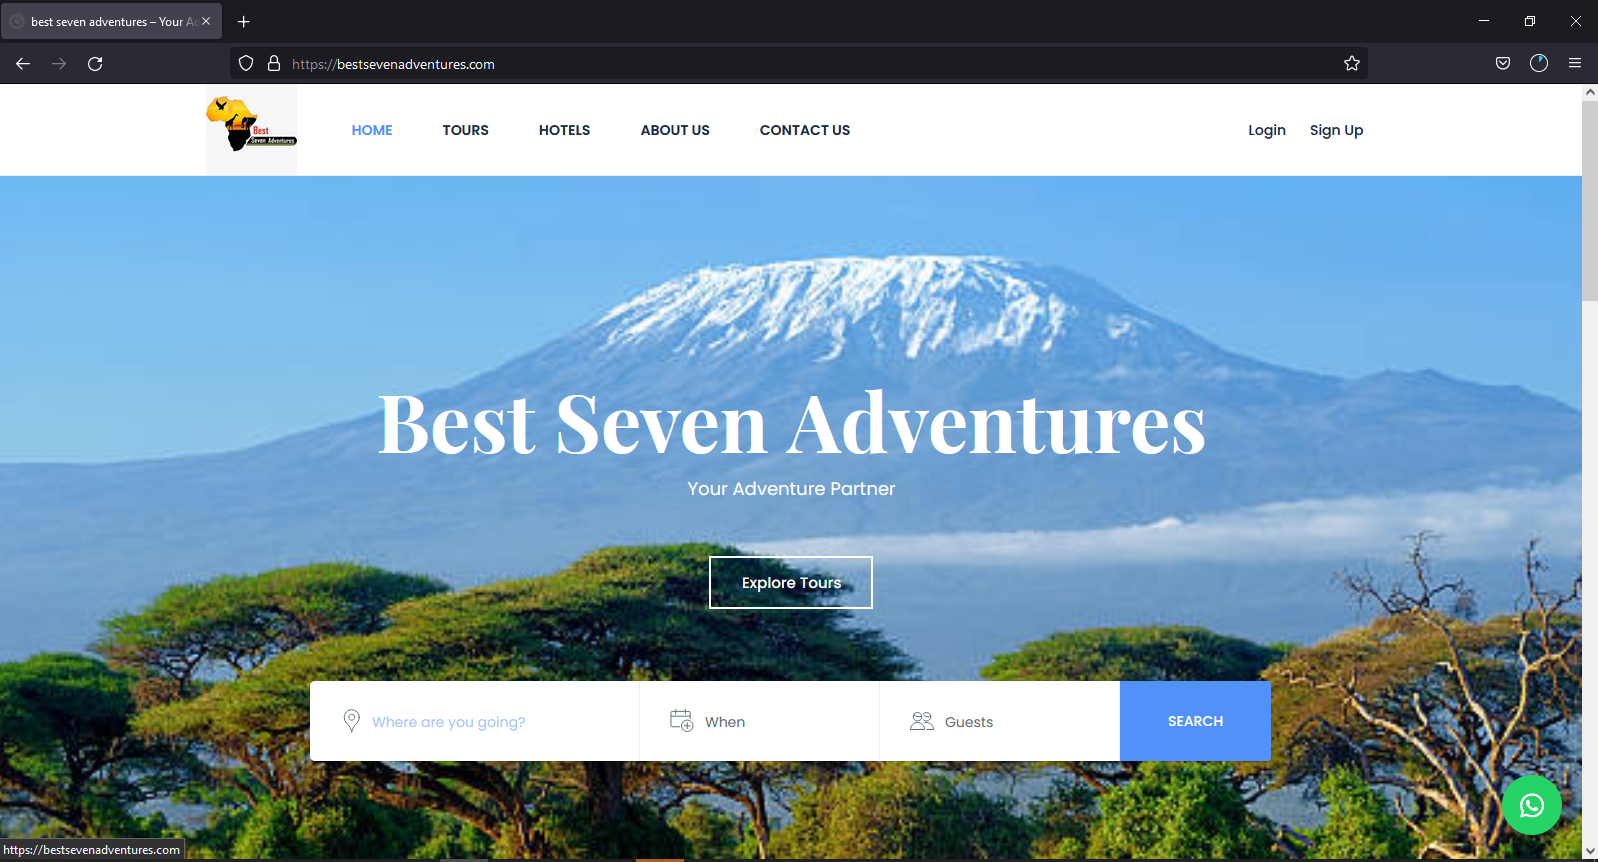 best seven adventures – Your Ad
https://bestsevenadventures.com
Best
Seven Adventures
HOME
TOURS
HOTELS
ABOUT US
CONTACT US
Login
Sign Up
Best Seven Adventures
Your Adventure Partner
Explore Tours
Where are you going?
When
Guests
SEARCH
https://bestsevenadventures.com